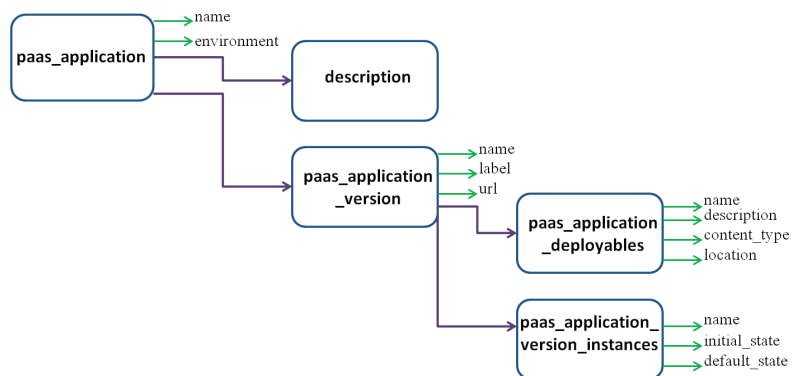 name
environment
paas_application
description
name
label
url
paas_application
_version
name
description
content_type
location
paas_application
_deployables
name
initial_state
default_state
paas_application_
version_instances